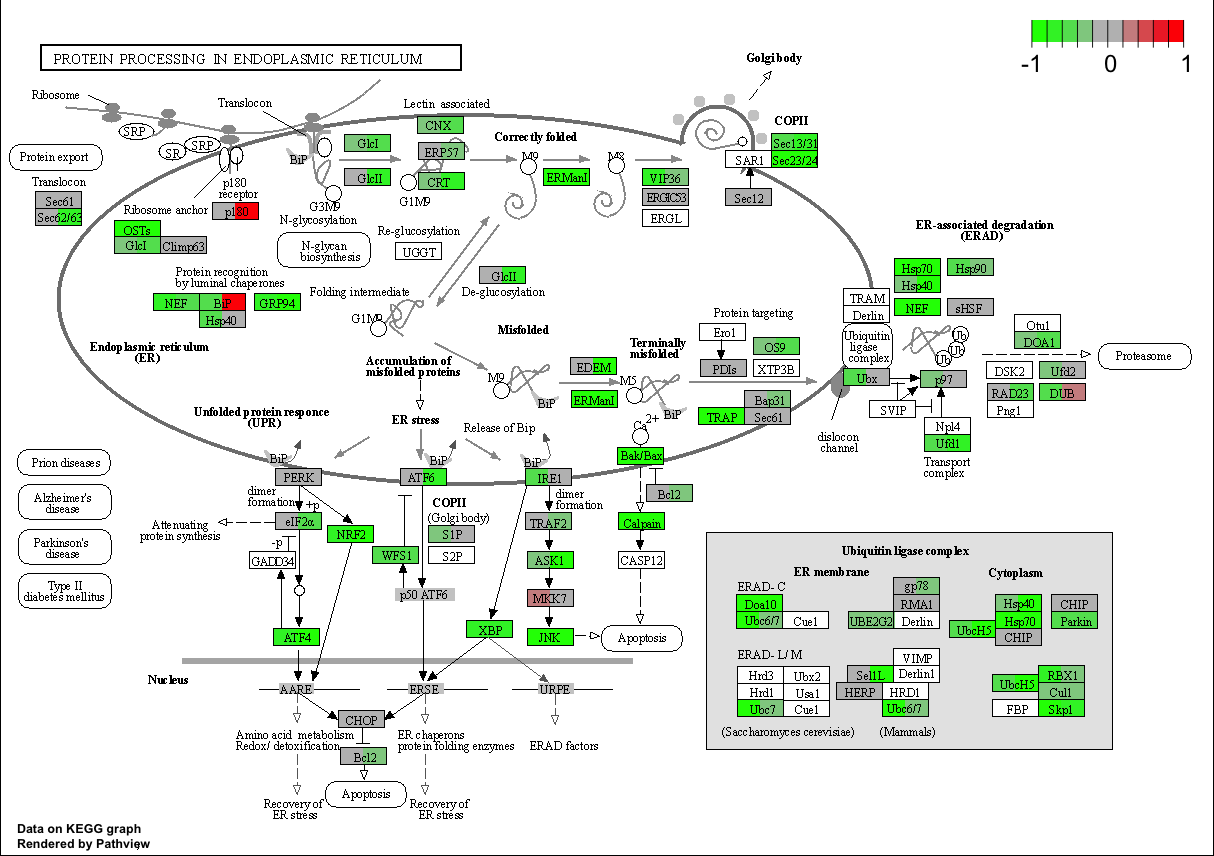 PROTEIN PROCESSING IN ENDOPLASMIC RETICULUM
-1
0
1
Golgi body
Ribosome
Translocon
Lectin associated
CNX
COPII
SRP
SRP
SR
Protein export
BiP
GlcI
ERP57
Correctly folded
M9
M8
Sec13/31
Sec23/24
SAR1
GlcII
CRT
ERManI
VIP36
ERGIC53
ERGL
Sec12
G1M9
G3M9
N-glycosylation
p180
receptor
Translocon
Sec61
Sec62/63
Ribosome anchor
p180
OSTs
GlcI
Climp63
N-glycan
biosynthesis
Re-glucosylation
UGGT
ER-associated degradation
(ERAD)
Protein recognition
by luminal chaperones
NEF
BiP
GRP94
Hsp40
GlcII
De-glucosylation
Folding intermediate
G1M9
Hsp70
Hsp90
Hsp40
NEF
sHSF
TRAM
Derlin
Ubiquitin
ligase
complex
Ub
Ub
Ub
Otu1
DOA1
Proteasome
Endoplasmic reticulum
(ER)
Misfolded
Protein targeting
Ero1
OS9
PDIs
XTP3B
Terminally
misfolded
Accumulation of
misfolded proteins
M9
EDEM
M5
ERManI
BiP
BiP
Bap31
TRAP
Sec61
Ubx
p97
DSK2
Ufd2
RAD23
DUB
Png1
SVIP
Npl4
Ufd1
Transport
complex
dislocon
channel
Unfolded protein responce
(UPR)
ER stress
Release of Bip
Ca2+
Bak/Bax
BiP
BiP
BiP
PERK
ATF6
IRE1
Bcl2
Prion diseases
Alzheimer's
disease
Parkinson's
disease
Type II
diabetes mellitus
dimer
formation
+p
COPII
(Golgi body)
dimer
formation
Attenuating
protein synthesis
eIF2α
NRF2
S1P
S2P
TRAF2
Calpain
-p
GADD34
WFS1
ASK1
CASP12
p50 ATF6
MKK7
ATF4
XBP
JNK
Apoptosis
Nucleus
AARE
ERSE
URPE
CHOP
Amino acid metabolism
Redox/ detoxification
ER chaperons
protein folding enzymes
ERAD factors
Bcl2
Apoptosis
Recovery of
ER stress
Recovery of
ER stress
Ubiquitin ligase complex
ER membrane
Cytoplasm
ERAD- C
Doa10
Ubc6/7
Cue1
gp78
RMA1
UBE2G2
Derlin
Hsp40
CHIP
Hsp70
Parkin
UbcH5
CHIP
ERAD- L/ M
Hrd3
Ubx2
Hrd1
Usa1
Ubc7
Cue1
VIMP
Sel1L
Derlin1
HERP
HRD1
Ubc6/7
RBX1
UbcH5
Cul1
FBP
Skp1
(Saccharomyces cerevisiae)
(Mammals)
Data on KEGG graph
Rendered by Pathview